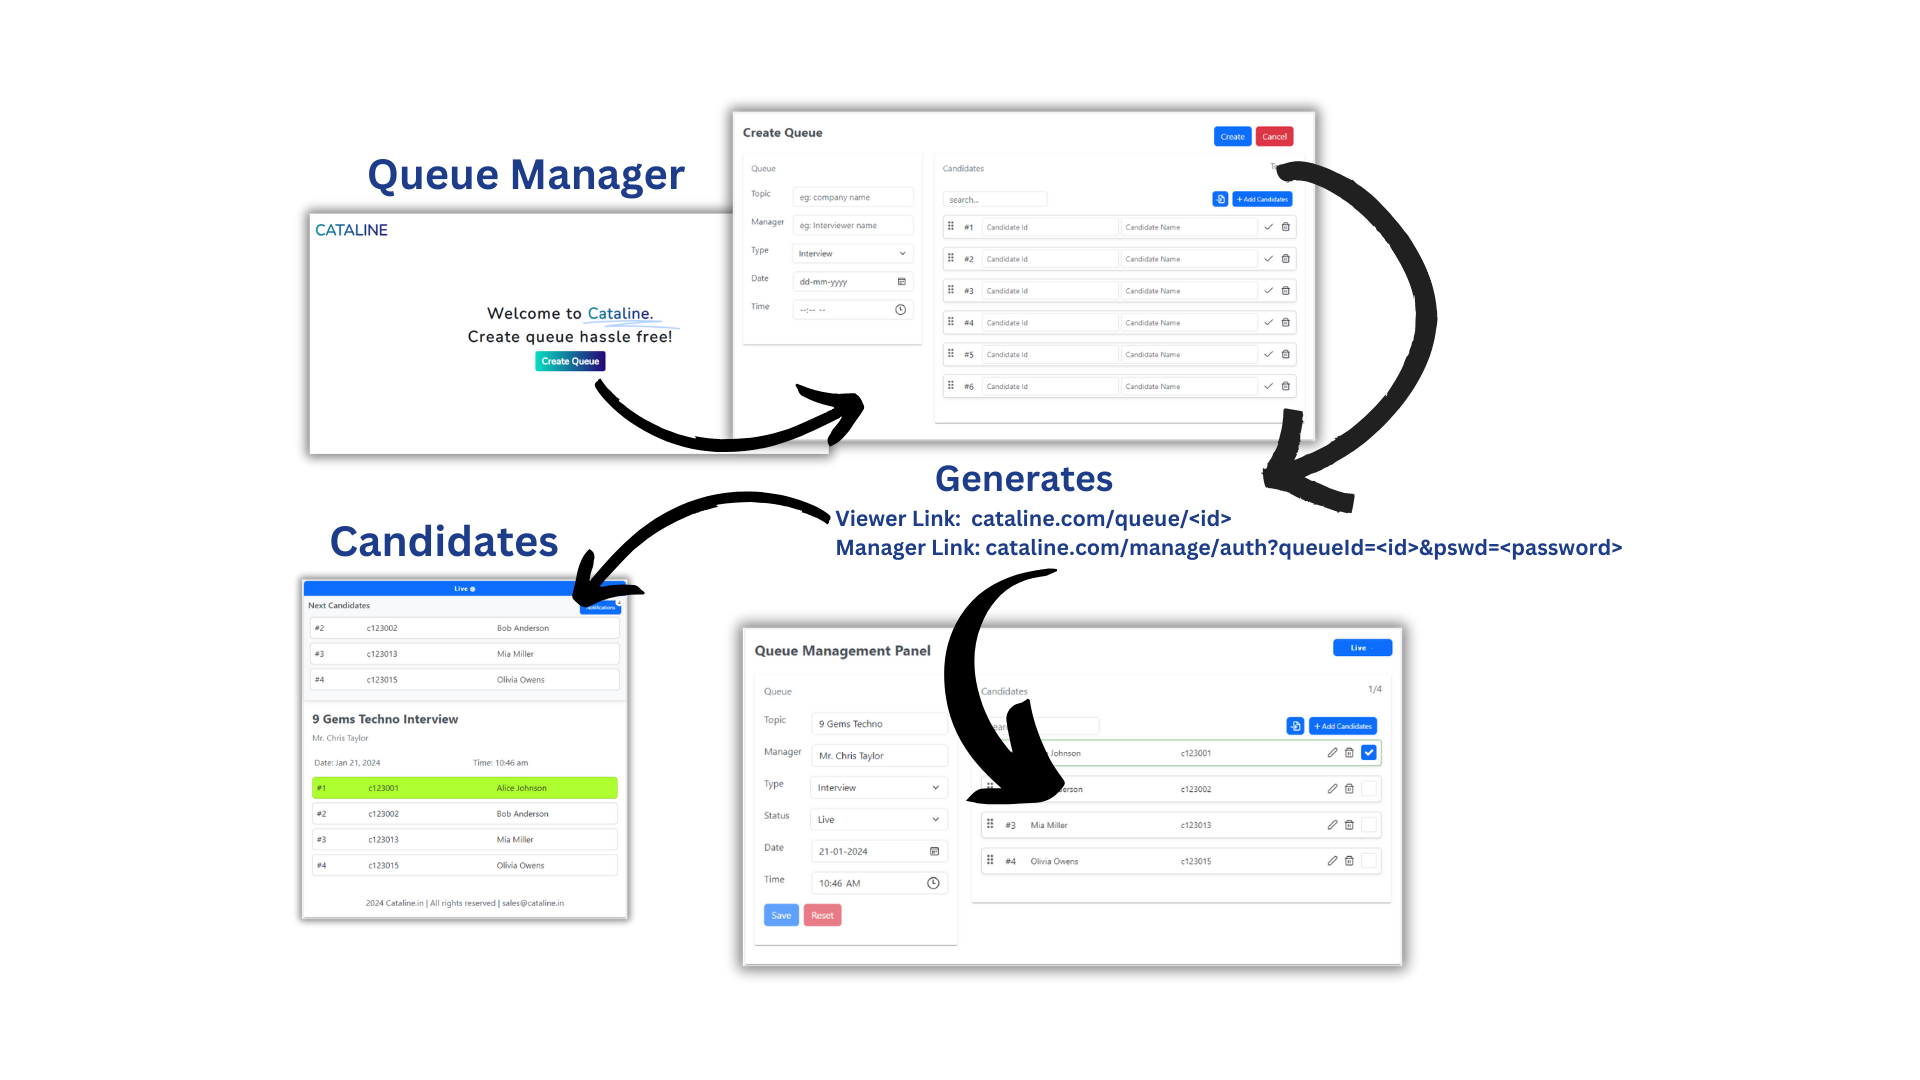 Queue Manager
CATALINE
Welcome to Cataline.
Create queue hassle free!
Create Queue
Create Queue
Create
Cancel
Queue
Topic
eg: company name
Manager
eg: Interviewer name
Type
Interview
Date
dd-mm-yyyy
Time
--:-- --
Candidates
search...
+ Add Candidates
#1 Candidate Id Candidate Name
#2 Candidate Id Candidate Name
#3 Candidate Id Candidate Name
#4 Candidate Id Candidate Name
#5 Candidate Id Candidate Name
#6 Candidate Id Candidate Name
Generates
Viewer Link: cataline.com/queue/<id>
Manager Link: cataline.com/manage/auth?queueId=<id>&pswd=<password>
Candidates
Live
Next Candidates
Notifications
#2 c123002 Bob Anderson
#3 c123013 Mia Miller
#4 c123015 Olivia Owens
9 Gems Techno Interview
Mr. Chris Taylor
Date: Jan 21, 2024 Time: 10:46 am
#1 c123001 Alice Johnson
#2 c123002 Bob Anderson
#3 c123013 Mia Miller
#4 c123015 Olivia Owens
2024 Cataline.in | All rights reserved | sales@cataline.in
Queue Management Panel
Live
Queue
Topic
9 Gems Techno
Manager
Mr. Chris Taylor
Type
Interview
Status
Live
Date
21-01-2024
Time
10:46 AM
Save
Reset
Candidates
1/4
+ Add Candidates
Johnson c123001
c123002
#3 Mia Miller c123013
#4 Olivia Owens c123015